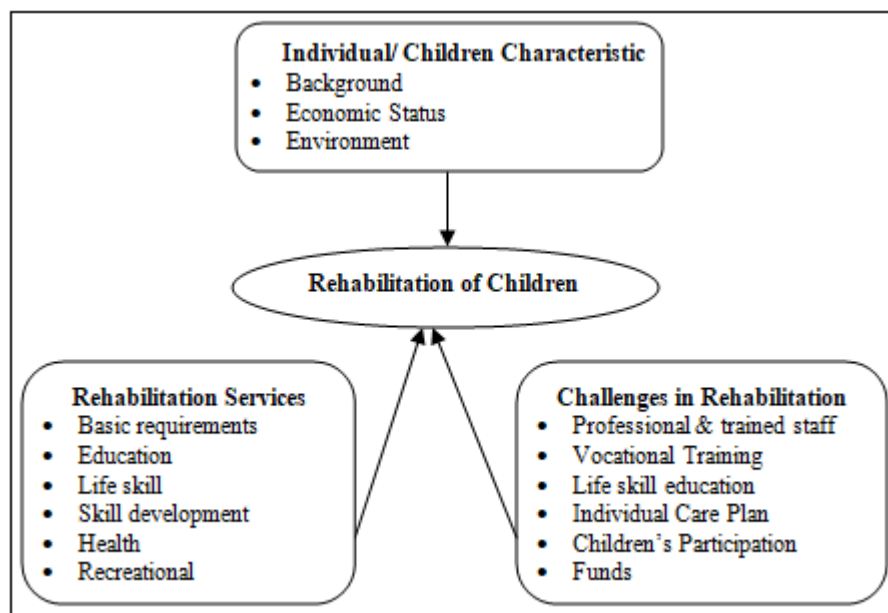 Individual/ Children Characteristic
• Background
• Economic Status
• Environment
Rehabilitation of Children
Rehabilitation Services
• Basic requirements
• Education
• Life skill
• Skill development
• Health
• Recreational
Challenges in Rehabilitation
• Professional & trained staff
• Vocational Training
• Life skill education
• Individual Care Plan
• Children’s Participation
• Funds